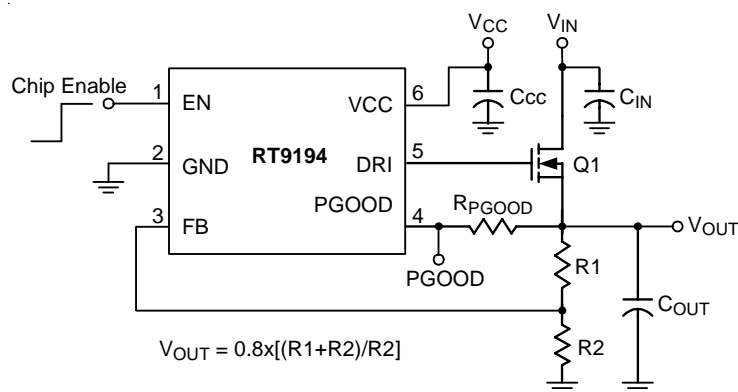 VCC
VIN
Chip Enable
1
EN
VCC
6
CCC
CIN
2
GND
RT9194
DRI
5
Q1
PGOOD
4
RPGOOD
3
FB
VOUT
PGOOD
R1
COUT
VOUT = 0.8x[(R1+R2)/R2]
R2